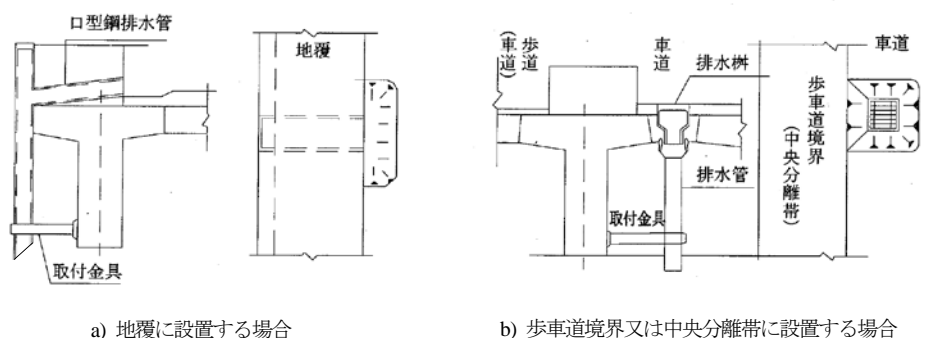 ロ型鋼排水管
取付金具
地覆
歩道
（車道）
車道
排水桝
排水管
取付金具
歩車道境界
（中央分離帯）
車道
a) 地覆に設置する場合
b) 歩車道境界又は中央分離帯に設置する場合